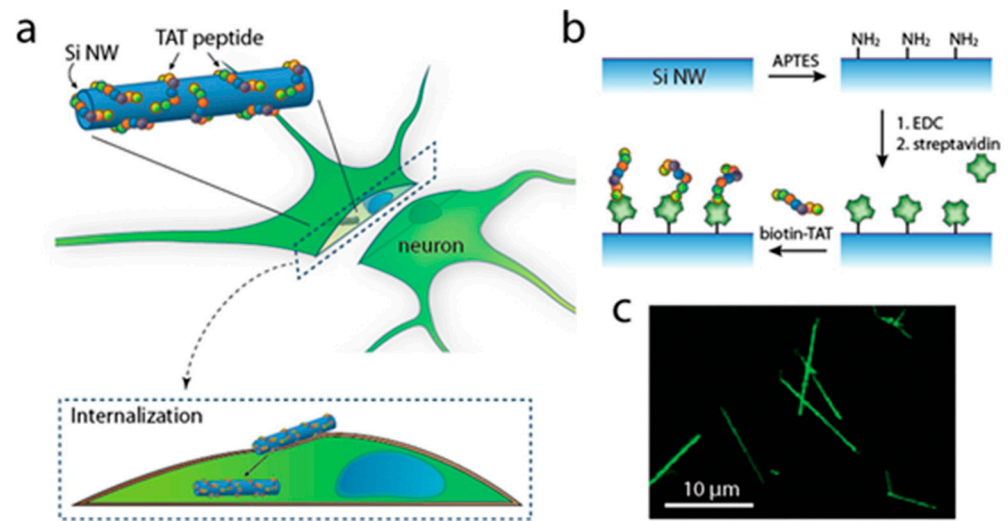 a
Si NW
TAT peptide
neuron
Internalization
b
Si NW
APTES
NH₂ NH₂ NH₂
1. EDC
2. streptavidin
biotin-TAT
c
10 μm